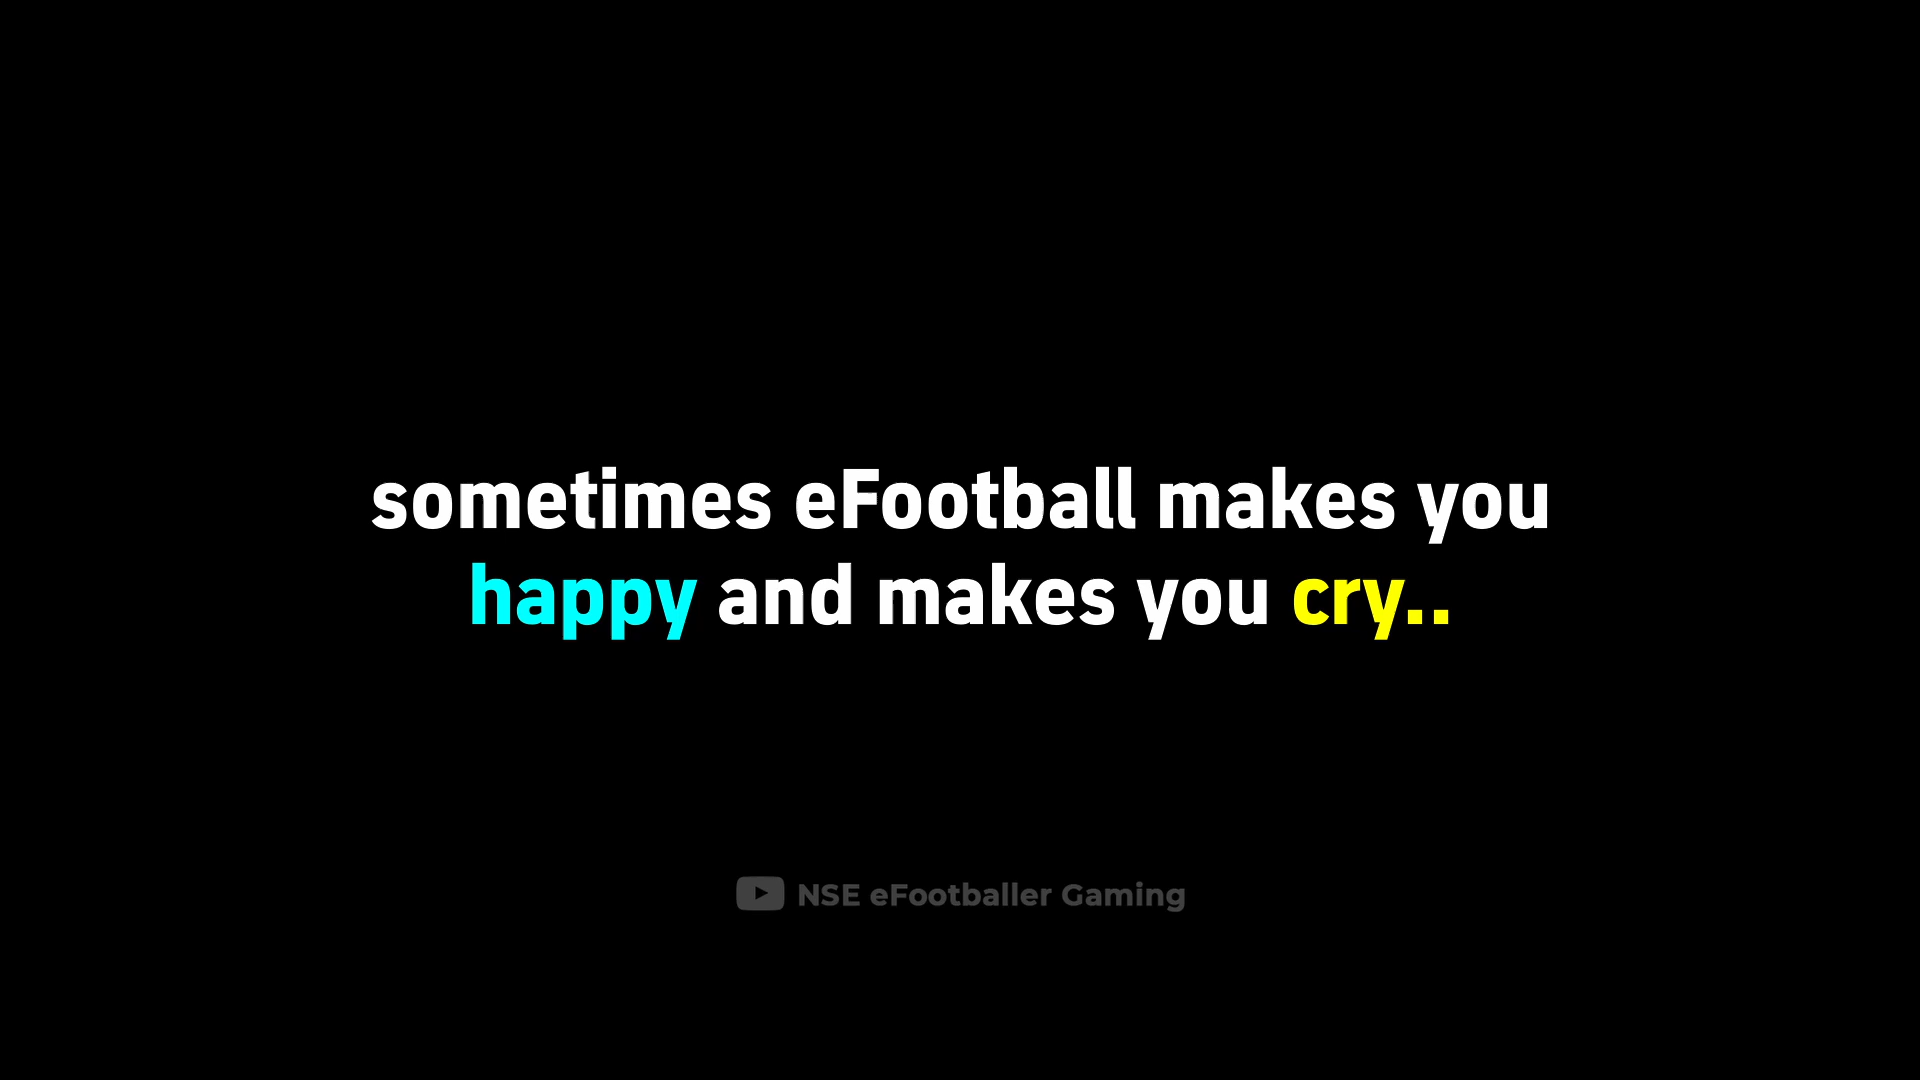 sometimes eFootball makes you
happy and makes you cry..
NSE eFootballer Gaming